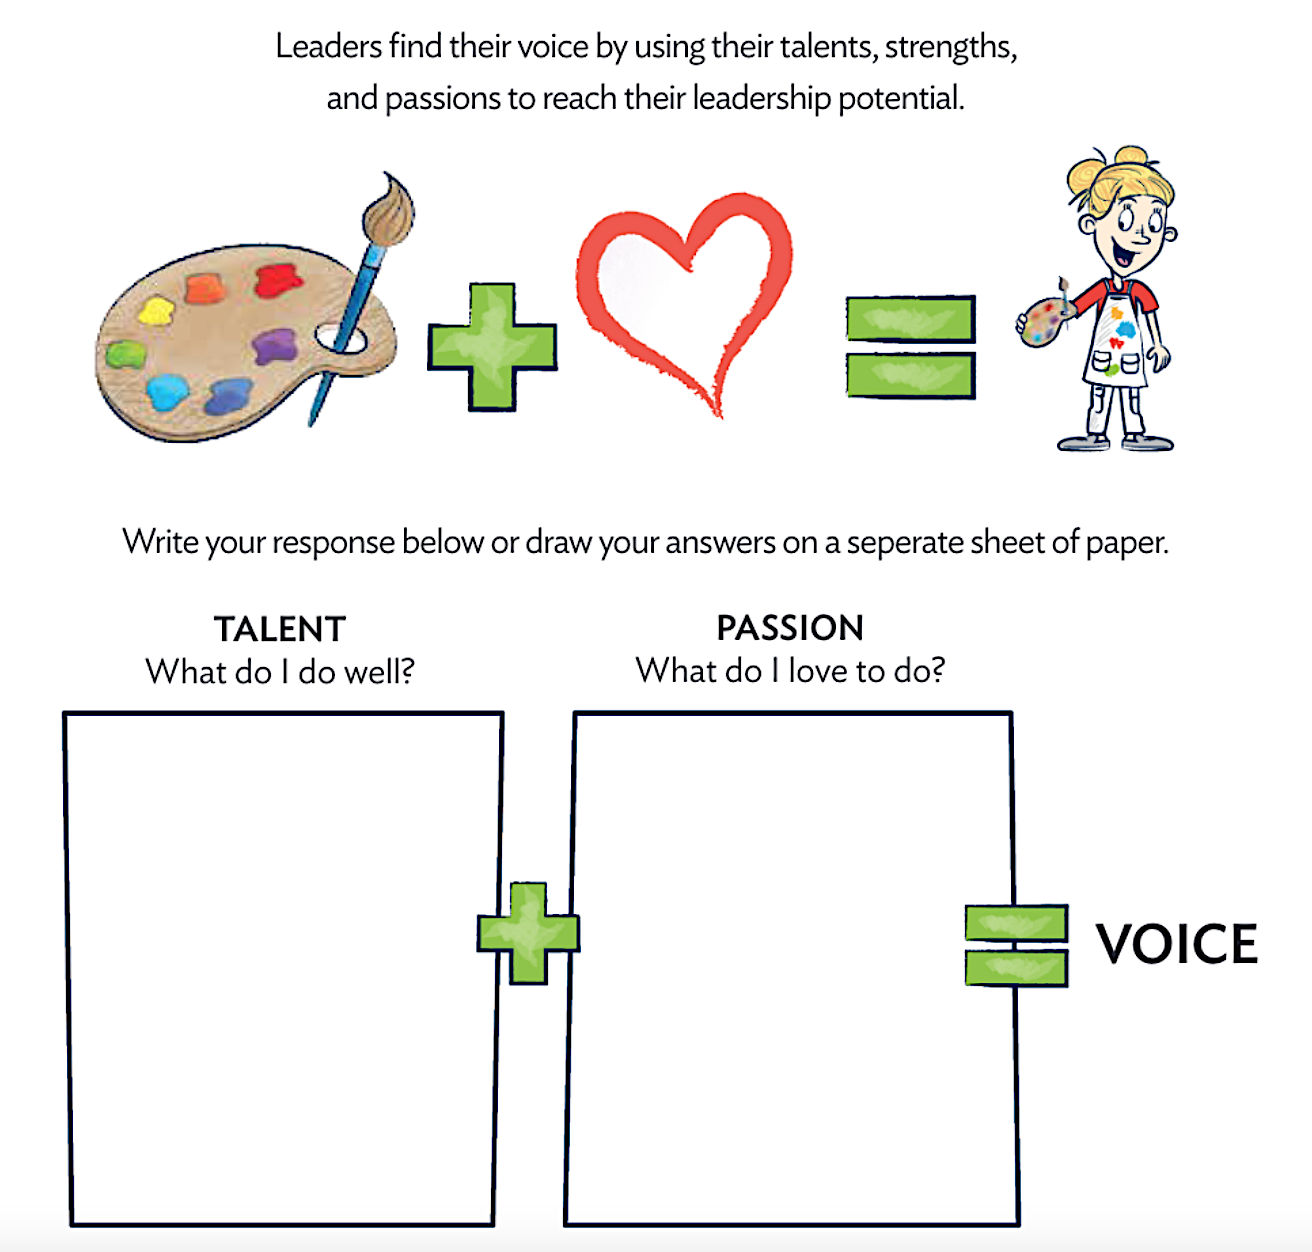 Leaders find their voice by using their talents, strengths,
and passions to reach their leadership potential.
Write your response below or draw your answers on a seperate sheet of paper.
TALENT
What do I do well?
PASSION
What do I love to do?
VOICE